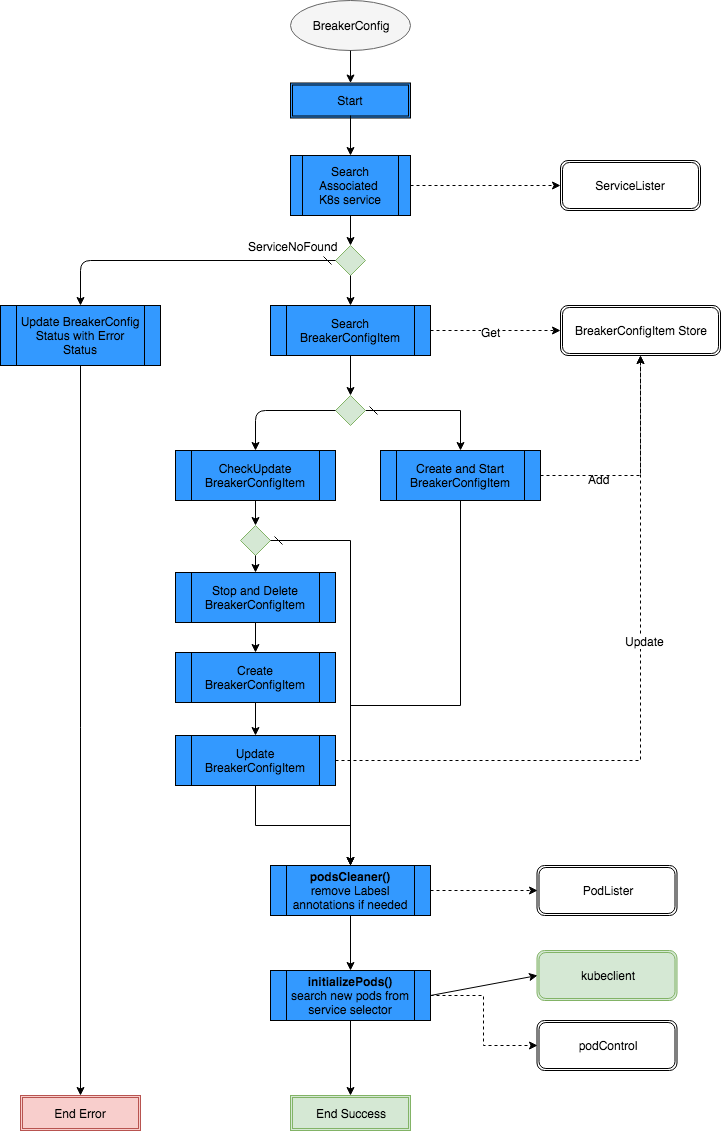 BreakerConfig
Start
Search
Associated
K8s service
ServiceLister
ServiceNoFound
Update BreakerConfig
Status with Error
Status
Search
BreakerConfigItem
Get
BreakerConfigItem Store
CheckUpdate
BreakerConfigItem
Create and Start
BreakerConfigItem
Add
Stop and Delete
BreakerConfigItem
Update
Create
BreakerConfigItem
Update
BreakerConfigItem
podsCleaner()
remove Labesl
annotations if needed
PodLister
initializePods()
search new pods from
service selector
kubeclient
podControl
End Error
End Success